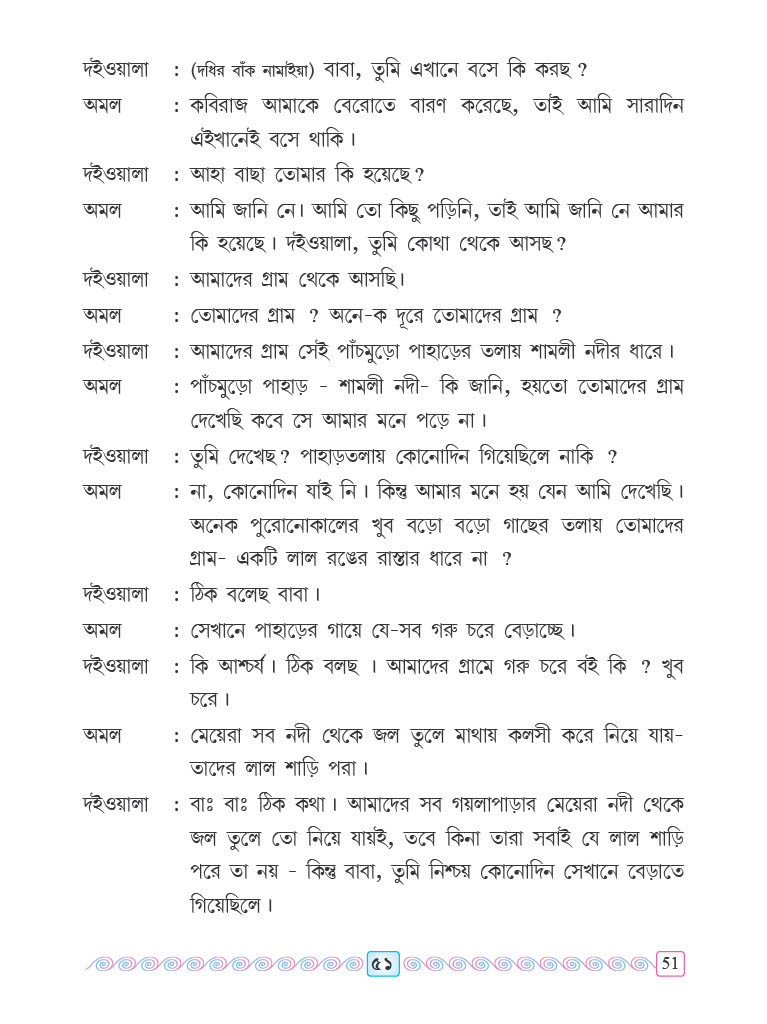 দইওয়ালা : (দধির বাঁক নামাইয়া) বাবা, তুমি এখানে বসে কি করছ ?
অমল : কবিরাজ আমাকে বেরোতে বারণ করেছে, তাই আমি সারাদিন
এইখানেই বসে থাকি ।
দইওয়ালা : আহা বাছা তোমার কি হয়েছে ?
অমল : আমি জানি নে। আমি তো কিছু পড়িনি, তাই আমি জানি নে আমার
কি হয়েছে । দইওয়ালা, তুমি কোথা থেকে আসছ ?
দইওয়ালা : আমাদের গ্রাম থেকে আসছি।
অমল : তোমাদের গ্রাম ? অনে-ক দূরে তোমাদের গ্রাম ?
দইওয়ালা : আমাদের গ্রাম সেই পাঁচমুড়ো পাহাড়ের তলায় শামলী নদীর ধারে ।
অমল : পাঁচমুড়ো পাহাড় - শামলী নদী- কি জানি, হয়তো তোমাদের গ্রাম
দেখেছি কবে সে আমার মনে পড়ে না ।
দইওয়ালা : তুমি দেখেছ ? পাহাড়তলায় কোনোদিন গিয়েছিলে নাকি ?
অমল : না, কোনোদিন যাই নি । কিন্তু আমার মনে হয় যেন আমি দেখেছি ।
অনেক পুরোনোকালের খুব বড়ো বড়ো গাছের তলায় তোমাদের
গ্রাম- একটি লাল রঙের রাস্তার ধারে না ?
দইওয়ালা : ঠিক বলেছ বাবা ।
অমল : সেখানে পাহাড়ের গায়ে যে-সব গরু চরে বেড়াচ্ছে ।
দইওয়ালা : কি আশ্চর্য । ঠিক বলছ । আমাদের গ্রামে গরু চরে বই কি ? খুব
চরে ।
অমল : মেয়েরা সব নদী থেকে জল তুলে মাথায় কলসী করে নিয়ে যায়-
তাদের লাল শাড়ি পরা ।
দইওয়ালা : বাঃ বাঃ ঠিক কথা । আমাদের সব গয়লাপাড়ার মেয়েরা নদী থেকে
জল তুলে তো নিয়ে যায়ই, তবে কিনা তারা সবাই যে লাল শাড়ি
পরে তা নয় - কিন্তু বাবা, তুমি নিশ্চয় কোনোদিন সেখানে বেড়াতে
গিয়েছিলে ।
৫১ 51